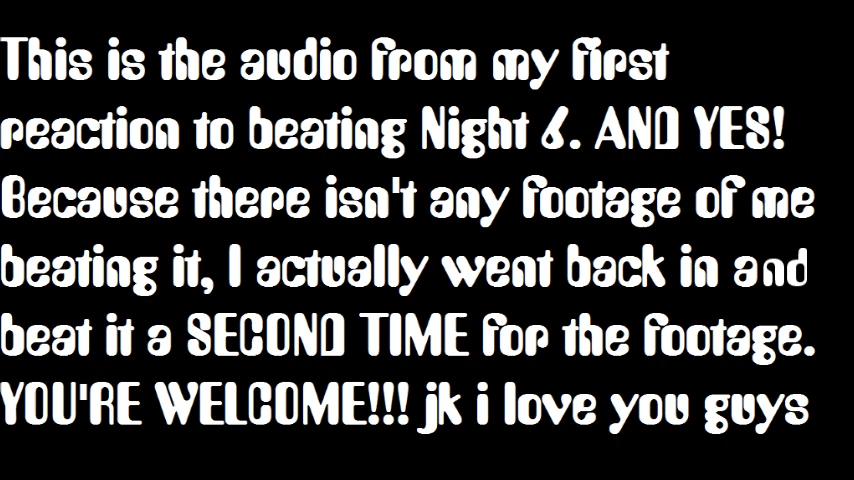 This is the audio from my first
reaction to beating Night 6. AND YES!
Because there isn't any footage of me
beating it, I actually went back in and
beat it a SECOND TIME for the footage.
YOU'RE WELCOME!!! jk i love you guys